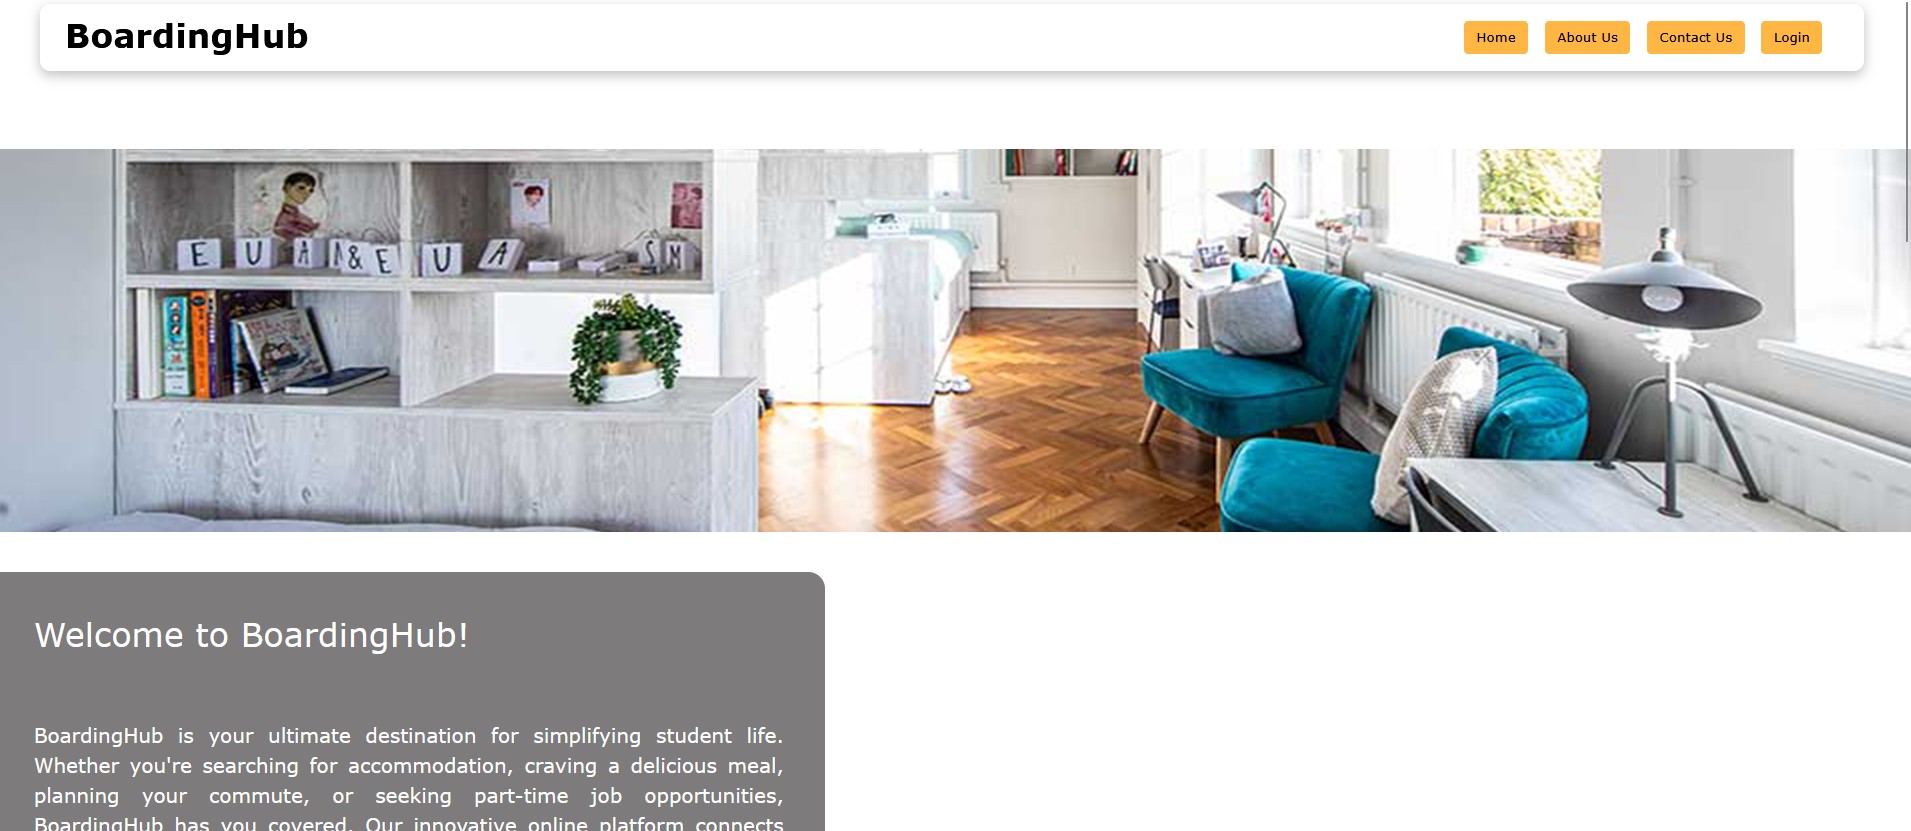 BoardingHub
Home About Us Contact Us Login
E U A A & E U A S M
Welcome to BoardingHub!
BoardingHub is your ultimate destination for simplifying student life.
Whether you're searching for accommodation, craving a delicious meal,
planning your commute, or seeking part-time job opportunities,
BoardingHub has you covered. Our innovative online platform connects